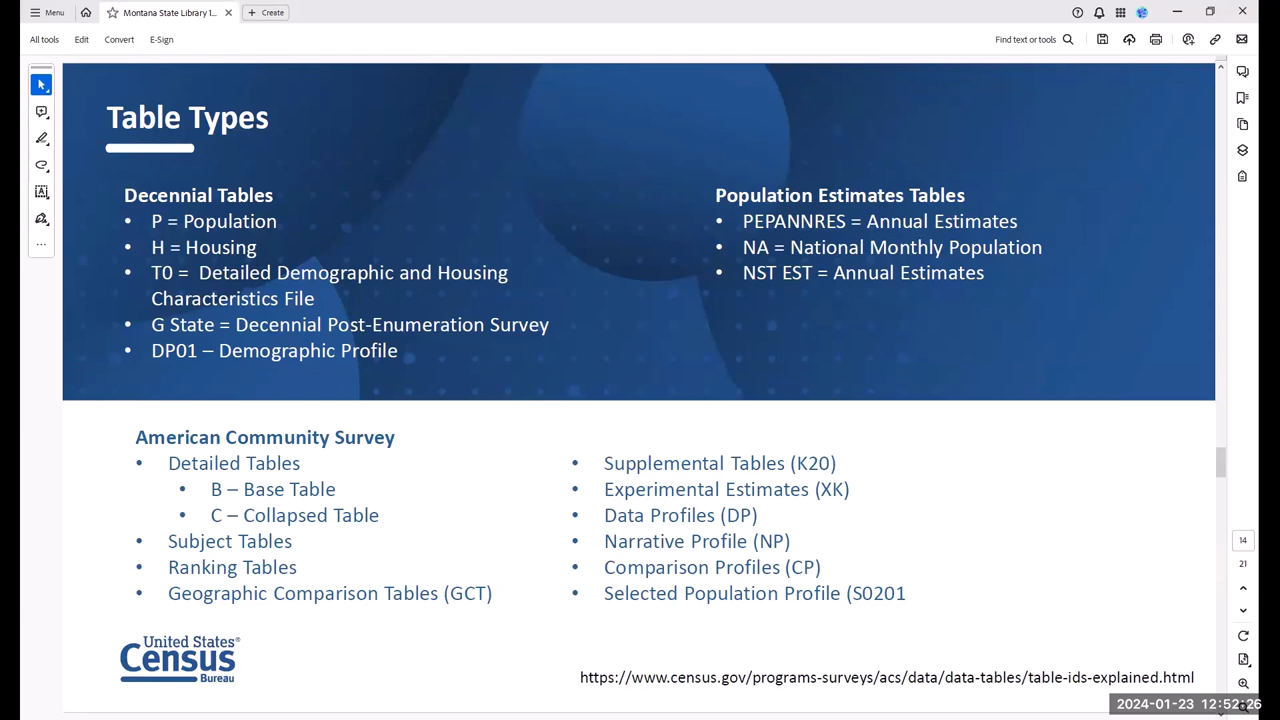 Menu
Montana State Library 1...
Create
All tools
Edit
Convert
E-Sign
Find text or tools
Table Types
Decennial Tables
• P = Population
• H = Housing
• T0 = Detailed Demographic and Housing
Characteristics File
• G State = Decennial Post-Enumeration Survey
• DP01 – Demographic Profile
Population Estimates Tables
• PEPANNRES = Annual Estimates
• NA = National Monthly Population
• NST EST = Annual Estimates
American Community Survey
• Detailed Tables
• B – Base Table
• C – Collapsed Table
• Subject Tables
• Ranking Tables
• Geographic Comparison Tables (GCT)
• Supplemental Tables (K20)
• Experimental Estimates (XK)
• Data Profiles (DP)
• Narrative Profile (NP)
• Comparison Profiles (CP)
• Selected Population Profile (S0201
United States®
Census
Bureau
https://www.census.gov/programs-surveys/acs/data/data-tables/table-ids-explained.html
14
21
2024-01-23 12:52:26